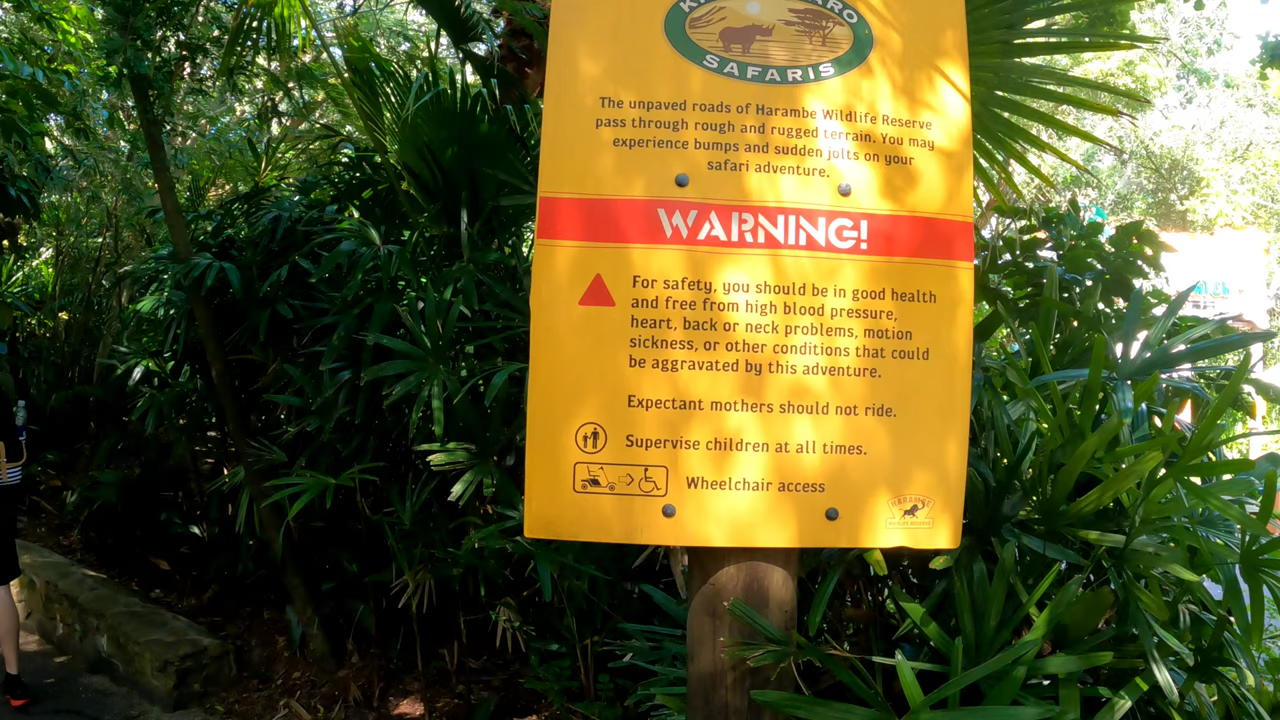 SAFARIS
The unpaved roads of Harambe Wildlife Reserve
pass through rough and rugged terrain. You may
experience bumps and sudden jolts on your
safari adventure.
WARNING!
For safety, you should be in good health
and free from high blood pressure,
heart, back or neck problems, motion
sickness, or other conditions that could
be aggravated by this adventure.
Expectant mothers should not ride.
Supervise children at all times.
Wheelchair access
HARAMBE
WILDLIFE RESERVE